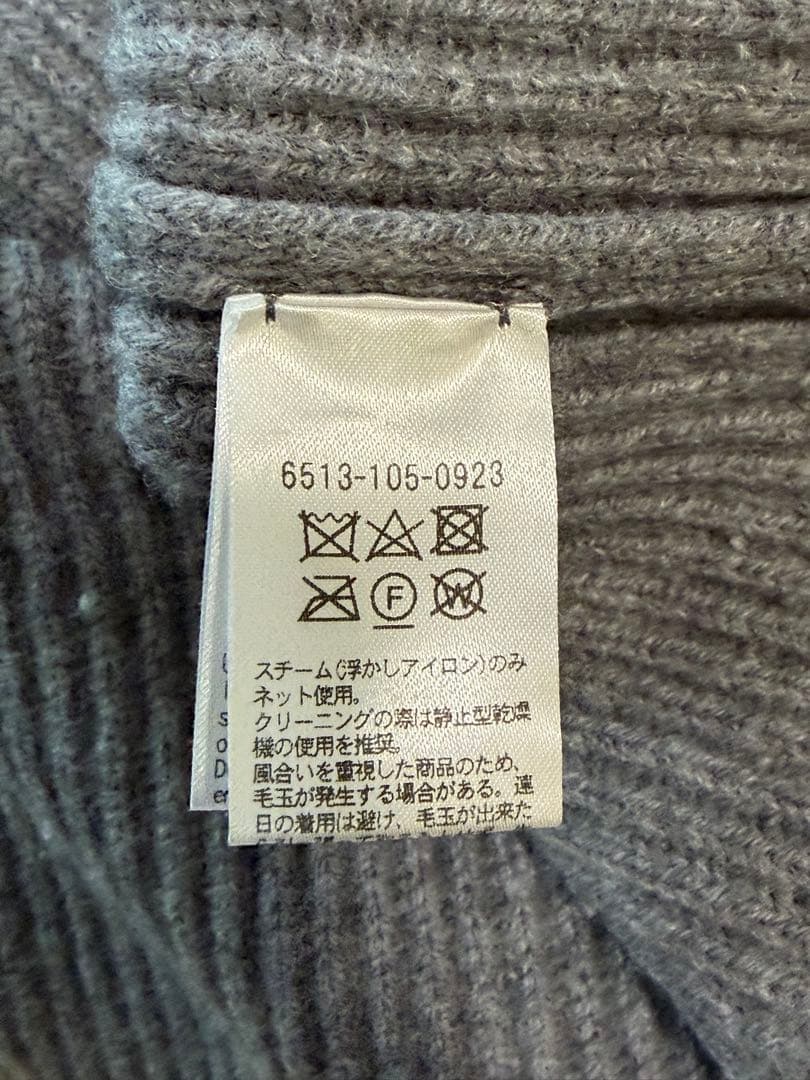 6513-105-0923
F
W
スチーム(浮かしアイロン)のみ
ネット使用。
クリーニングの際は静止型乾燥
機の使用を推奨。
風合いを重視した商品のため、
毛玉が発生する場合がある。連
日の着用は避け、毛玉が出来た